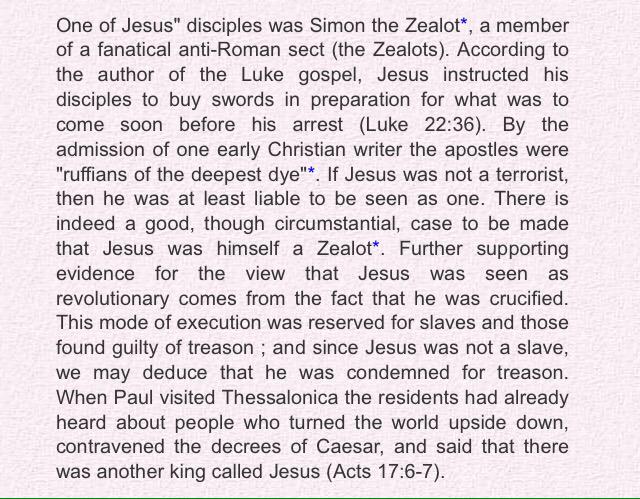 One of Jesus" disciples was Simon the Zealot*, a member
of a fanatical anti-Roman sect (the Zealots). According to
the author of the Luke gospel, Jesus instructed his
disciples to buy swords in preparation for what was to
come soon before his arrest (Luke 22:36). By the
admission of one early Christian writer the apostles were
"ruffians of the deepest dye"*. If Jesus was not a terrorist,
then he was at least liable to be seen as one. There is
indeed a good, though circumstantial, case to be made
that Jesus was himself a Zealot*. Further supporting
evidence for the view that Jesus was seen as
revolutionary comes from the fact that he was crucified.
This mode of execution was reserved for slaves and those
found guilty of treason ; and since Jesus was not a slave,
we may deduce that he was condemned for treason.
When Paul visited Thessalonica the residents had already
heard about people who turned the world upside down,
contravened the decrees of Caesar, and said that there
was another king called Jesus (Acts 17:6-7).